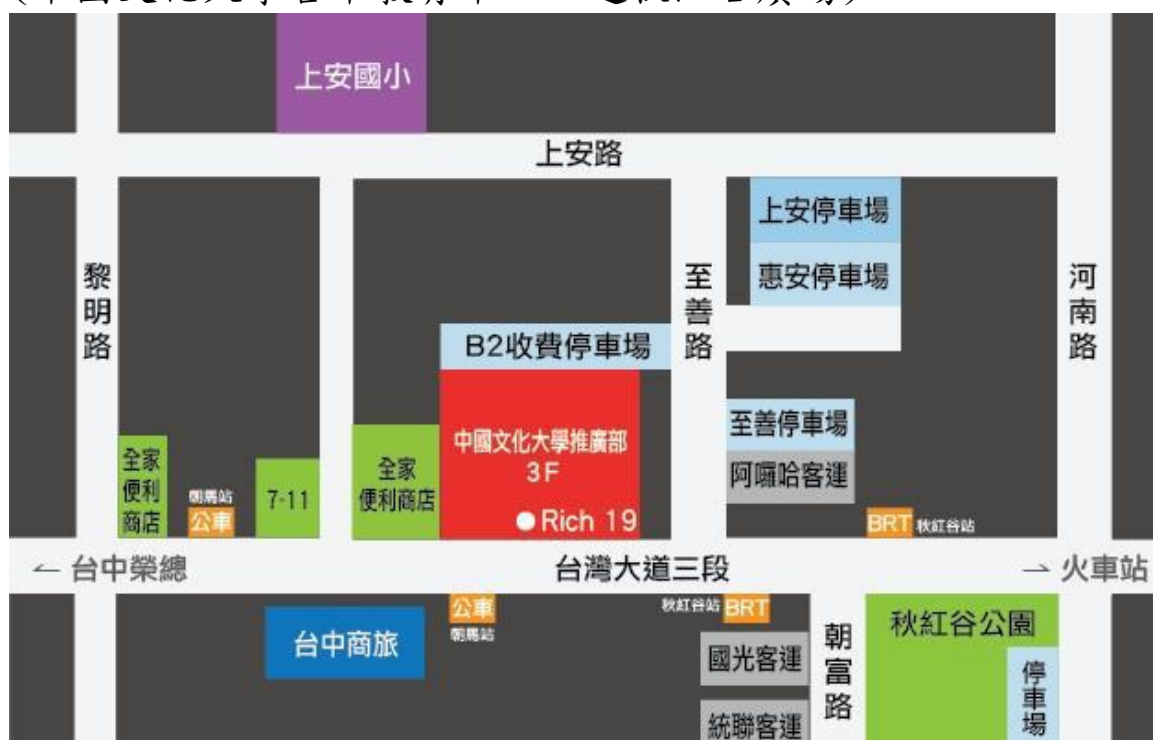 上安國小
上安路
上安停車場
惠安停車場
黎明路
至善路
河南路
B2收費停車場
中國文化大學推廣部
3F
Rich 19
至善停車場
阿囉哈客運
全家
便利
商店
朝馬站
公車
7-11
全家
便利商店
BRT 秋紅谷站
← 台中榮總
台灣大道三段
→ 火車站
台中商旅
公車
朝馬站
秋紅谷站 BRT
國光客運
統聯客運
朝富路
秋紅谷公園
停車場